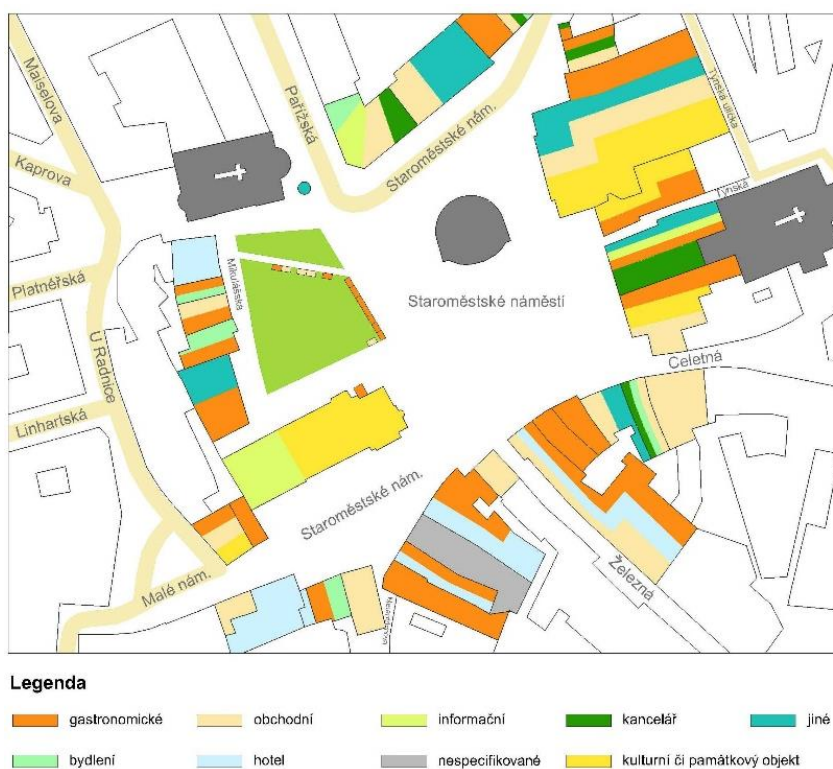 Maiselova
Pařížská
Týnská ulička
Kaprova
Staroměstské nám.
Týnská
Mikulášská
Platnéřská
Staroměstské náměstí
U Radnice
Celetná
Linhartská
Staroměstské nám.
Železná
Malé nám.
Legenda
gastronomické
obchodní
informační
kancelář
jiné
bydlení
hotel
nespecifikované
kulturní či památkový objekt